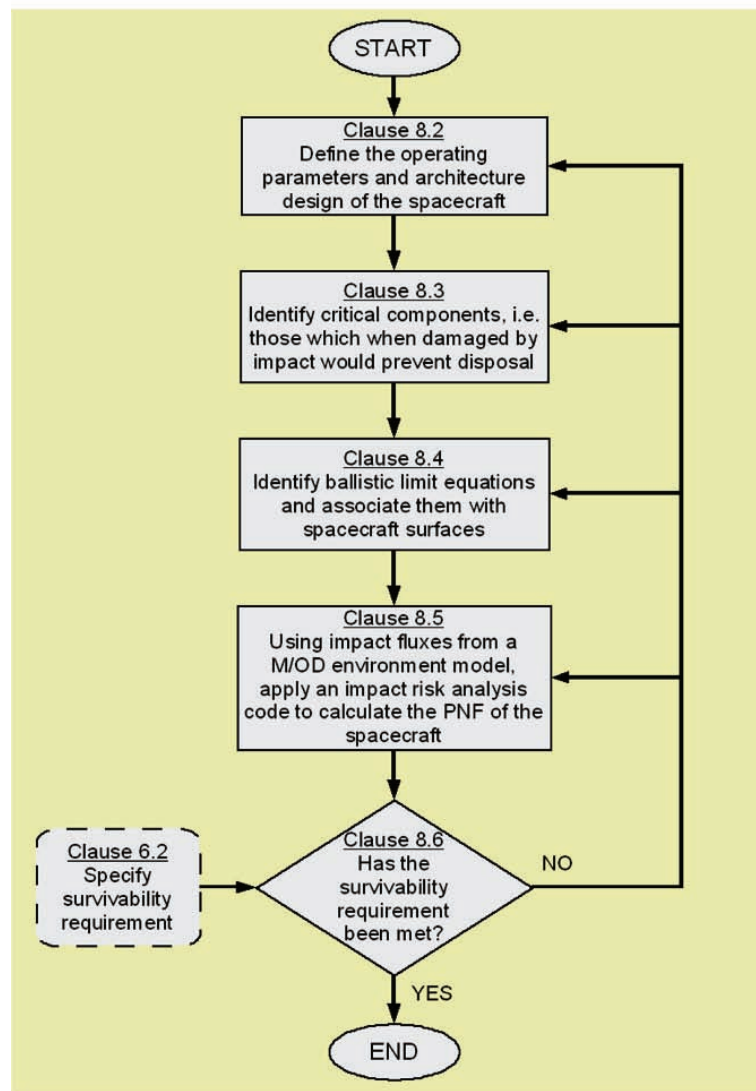 START
Clause 8.2
Define the operating
parameters and architecture
design of the spacecraft
Clause 8.3
Identify critical components, i.e.
those which when damaged by
impact would prevent disposal
Clause 8.4
Identify ballistic limit equations
and associate them with
spacecraft surfaces
Clause 8.5
Using impact fluxes from a
M/OD environment model,
apply an impact risk analysis
code to calculate the PNF of the
spacecraft
Clause 6.2
Specify
survivability
requirement
Clause 8.6
Has the
survivability
requirement
been met?
NO
YES
END